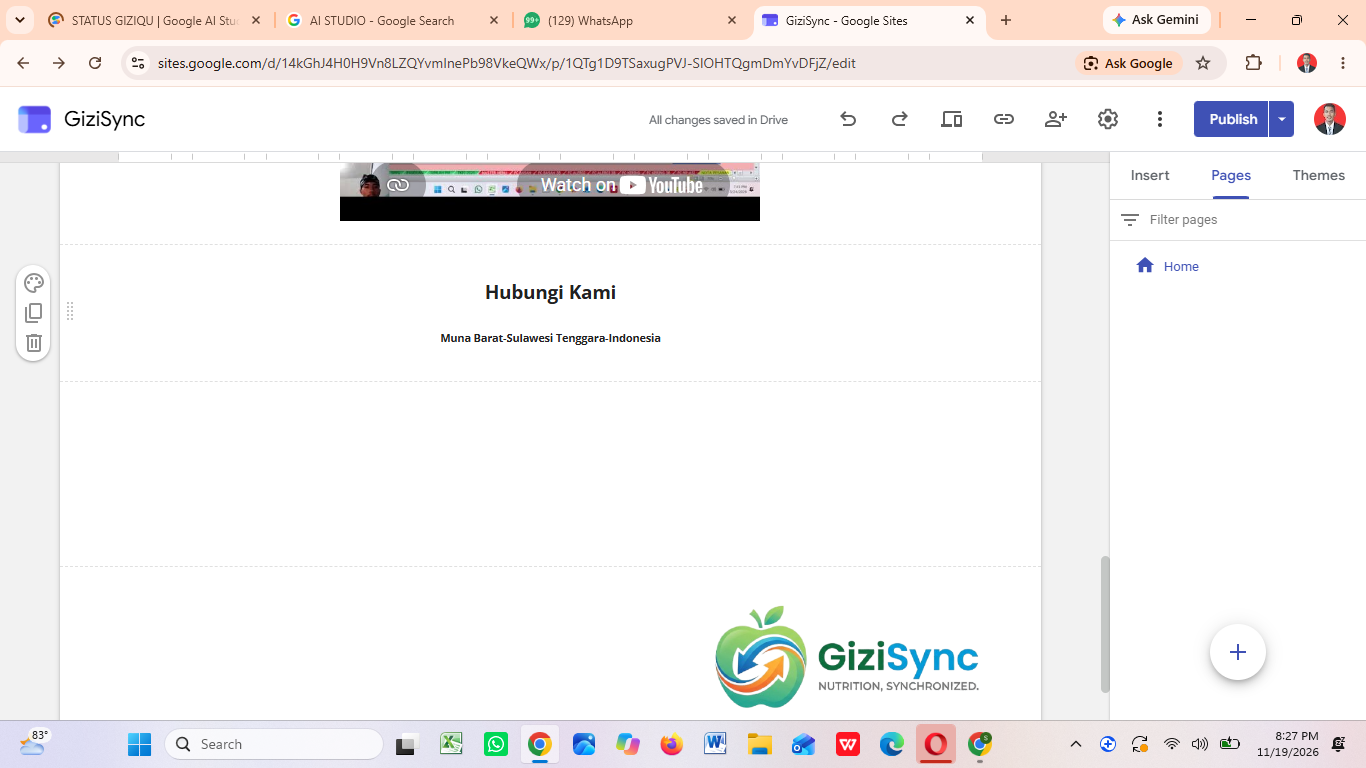 STATUS GIZIQU | Google AI Stu
AI STUDIO - Google Search
(129) WhatsApp
GiziSync - Google Sites
Ask Gemini
sites.google.com/d/14kGhJ4H0H9Vn8LZQYvmInePb98VkeQWx/p/1QTg1D9TSaxugPVJ-SIOHTQgmDmYvDFjZ/edit
Ask Google
GiziSync
All changes saved in Drive
Publish
Watch on YouTube
Insert
Pages
Themes
Filter pages
Home
Hubungi Kami
Muna Barat-Sulawesi Tenggara-Indonesia
GiziSync
NUTRITION, SYNCHRONIZED.
83°
Search
8:27 PM
11/19/2026